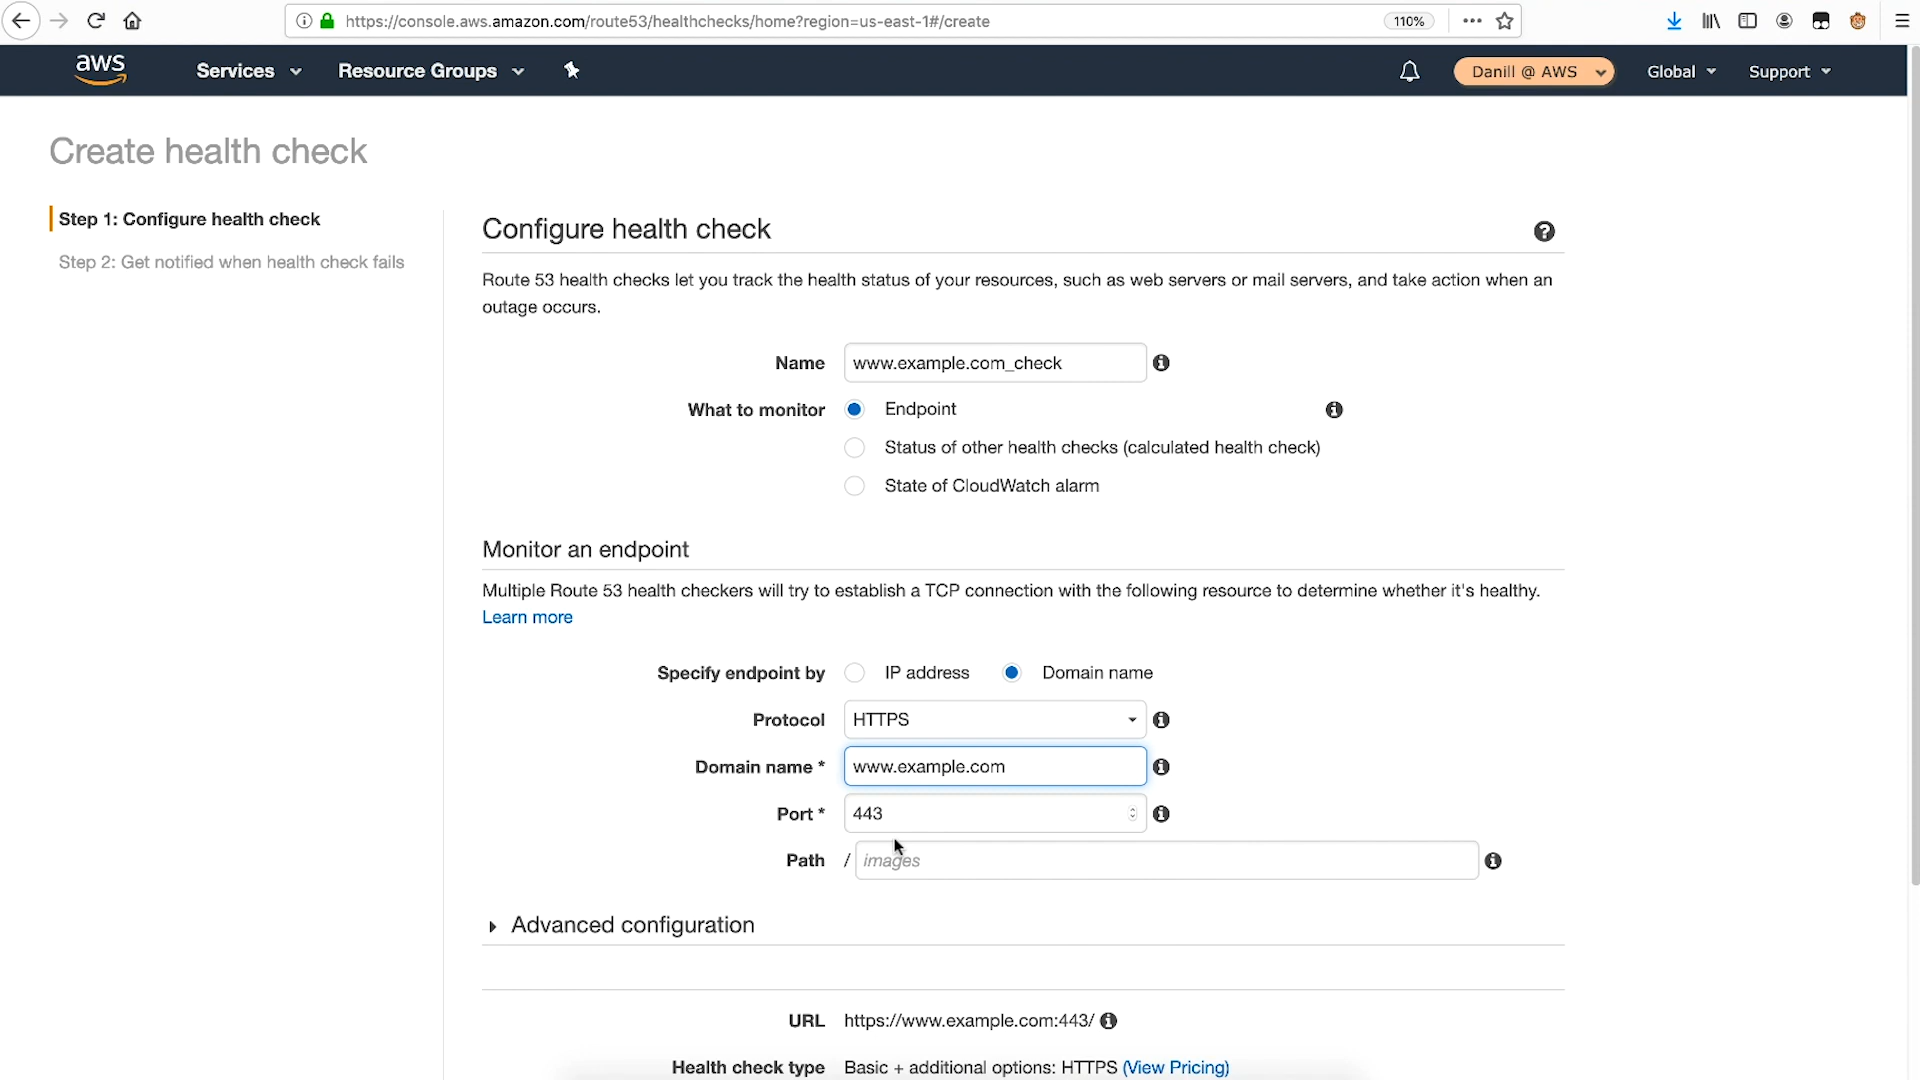 https://console.aws.amazon.com/route53/healthchecks/home?region=us-east-1#/create
110%
aws
Services
Resource Groups
Danill @ AWS
Global
Support
Create health check
Step 1: Configure health check
Step 2: Get notified when health check fails
Configure health check
Route 53 health checks let you track the health status of your resources, such as web servers or mail servers, and take action when an
outage occurs.
Name www.example.com_check
What to monitor Endpoint
Status of other health checks (calculated health check)
State of CloudWatch alarm
Monitor an endpoint
Multiple Route 53 health checkers will try to establish a TCP connection with the following resource to determine whether it's healthy.
Learn more
Specify endpoint by IP address Domain name
Protocol HTTPS
Domain name * www.example.com
Port * 443
Path / images
Advanced configuration
URL https://www.example.com:443/
Health check type Basic + additional options: HTTPS (View Pricing)